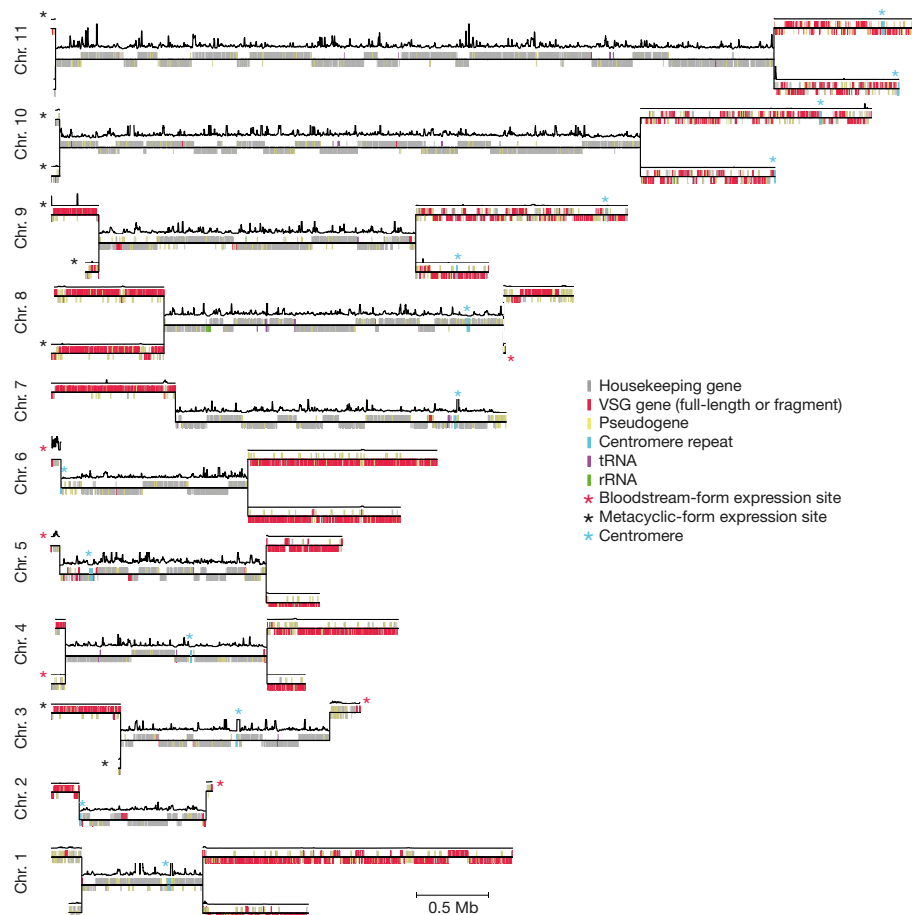 Chr. 11
Chr. 10
Chr. 9
Chr. 8
Chr. 7
Chr. 6
Chr. 5
Chr. 4
Chr. 3
Chr. 2
Chr. 1
Housekeeping gene
VSG gene (full-length or fragment)
Pseudogene
Centromere repeat
tRNA
rRNA
* Bloodstream-form expression site
* Metacyclic-form expression site
* Centromere
0.5 Mb